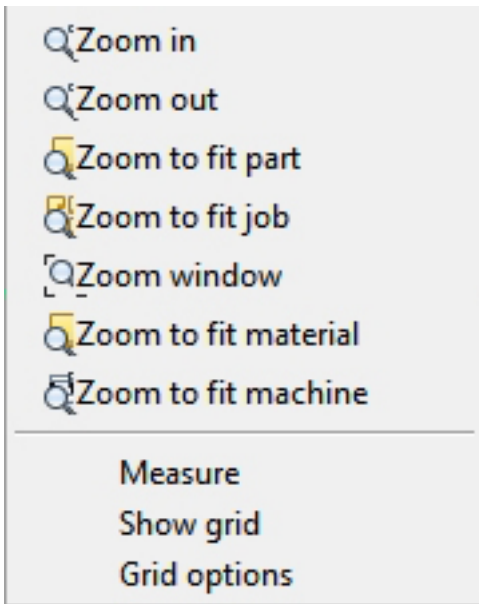 Zoom in
Zoom out
Zoom to fit part
Zoom to fit job
Zoom window
Zoom to fit material
Zoom to fit machine
Measure
Show grid
Grid options